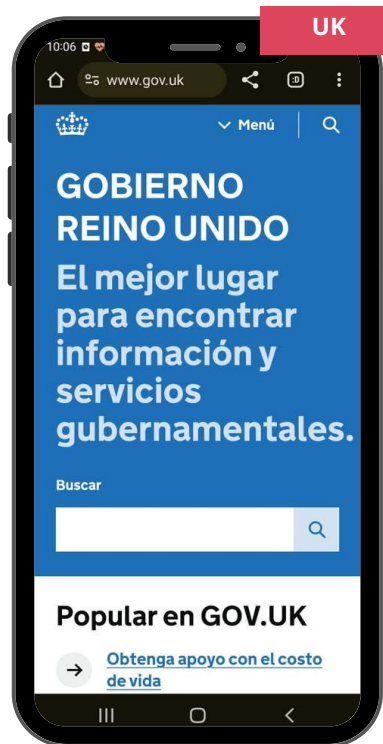 UK
10:06
www.gov.uk
:D
Menú
GOBIERNO
REINO UNIDO
El mejor lugar
para encontrar
información y
servicios
gubernamentales.
Buscar
Popular en GOV.UK
Obtenga apoyo con el costo
de vida